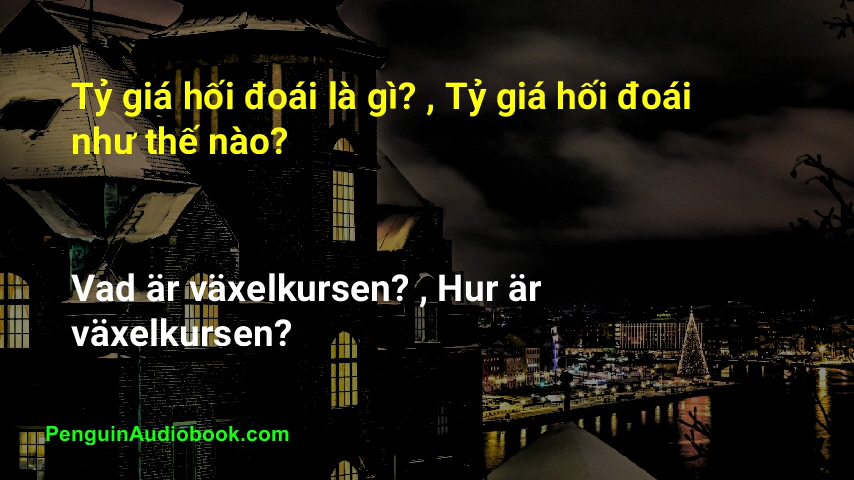 Tỷ giá hối đoái là gì? , Tỷ giá hối đoái
như thế nào?
Vad är växelkursen? , Hur är
växelkursen?
PenguinAudiobook.com